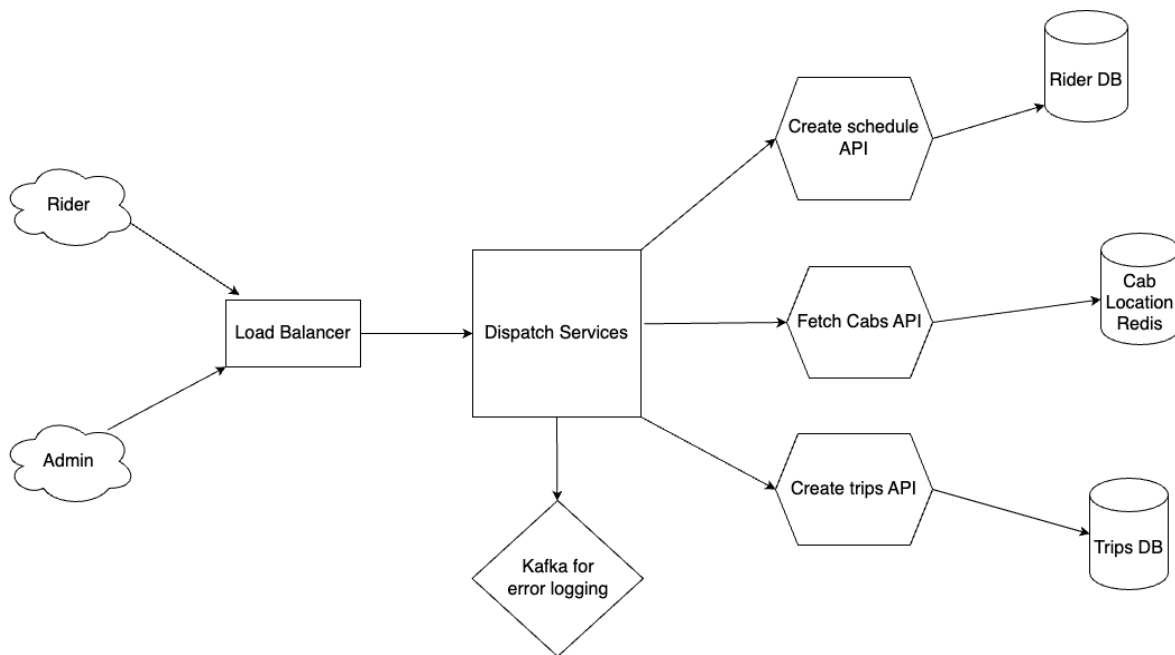 Rider DB
Create schedule
API
Rider
Cab
Location
Redis
Load Balancer
Dispatch Services
Fetch Cabs API
Admin
Create trips API
Trips DB
Kafka for
error logging